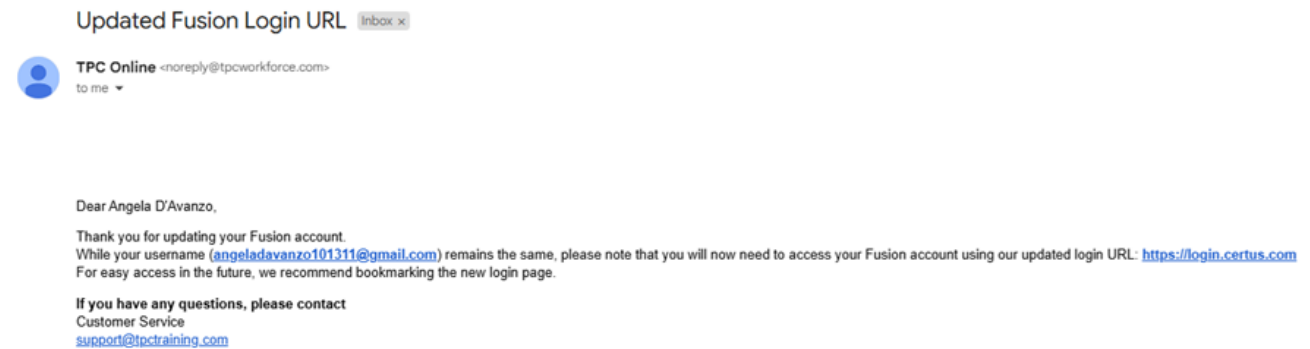 Updated Fusion Login URL Inbox ×
TPC Online <noreply@tpcworkforce.com>
to me
Dear Angela D'Avanzo,
Thank you for updating your Fusion account.
While your username (angeladavanzo101311@gmail.com) remains the same, please note that you will now need to access your Fusion account using our updated login URL: https://login.certus.com
For easy access in the future, we recommend bookmarking the new login page.
If you have any questions, please contact
Customer Service
support@tpctraining.com